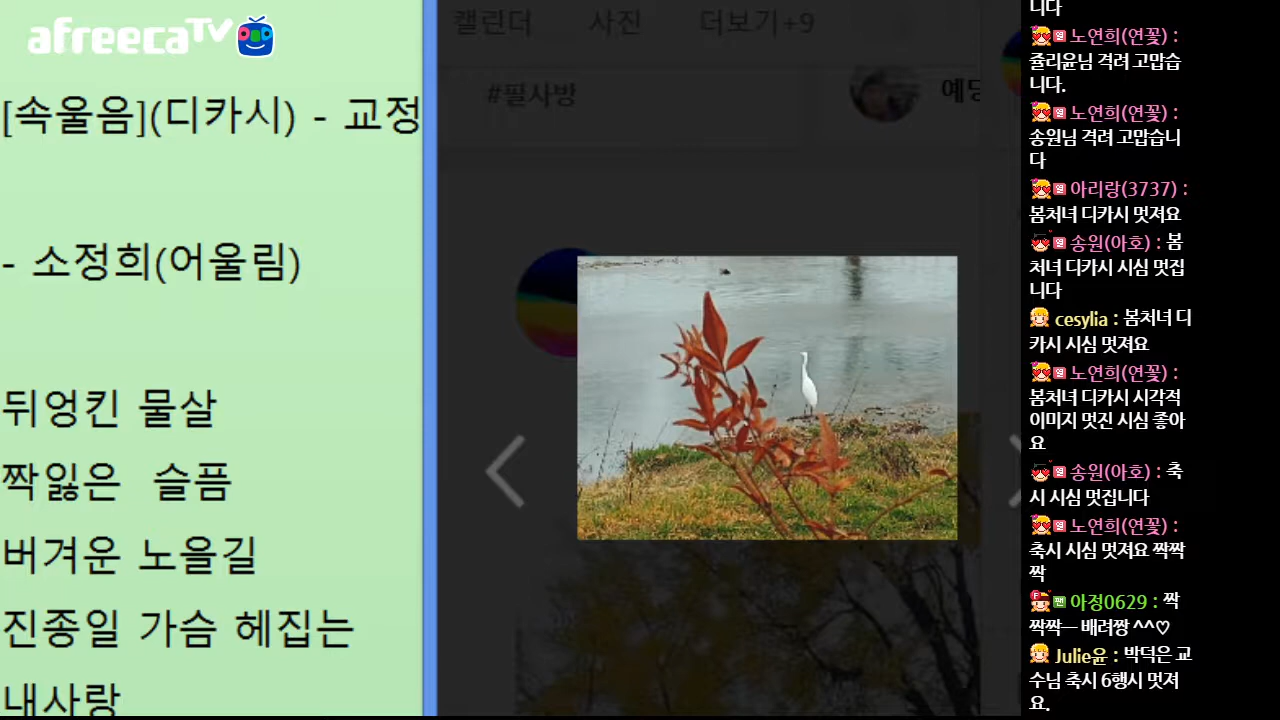 afreecaTV
[속울음](디카시) - 교정
- 소정희(어울림)
뒤엉킨 물살
짝잃은 슬픔
버겨운 노을길
진종일 가슴 헤집는
내사랑
캘린더 사진 더보기+9
#필사방
니다
노연희(연꽃) :
쥴리윤님 격려 고맙습
니다.
노연희(연꽃) :
송원님 격려 고맙습니
다
아리랑(3737) :
봄처녀 디카시 멋져요
송원(아호) : 봄
처녀 디카시 시심 멋집
니다
cesylia : 봄처녀 디
카시 시심 멋져요
노연희(연꽃) :
봄처녀 디카시 시각적
이미지 멋진 시심 좋아
요
송원(아호) : 축
시 시심 멋집니다
노연희(연꽃) :
축시 시심 멋져요 짝짝
짝
아정0629 : 짝
짝짝ㅡ 배려짱 ^^♡
Julie윤 : 박덕은 교
수님 축시 6행시 멋져
요.